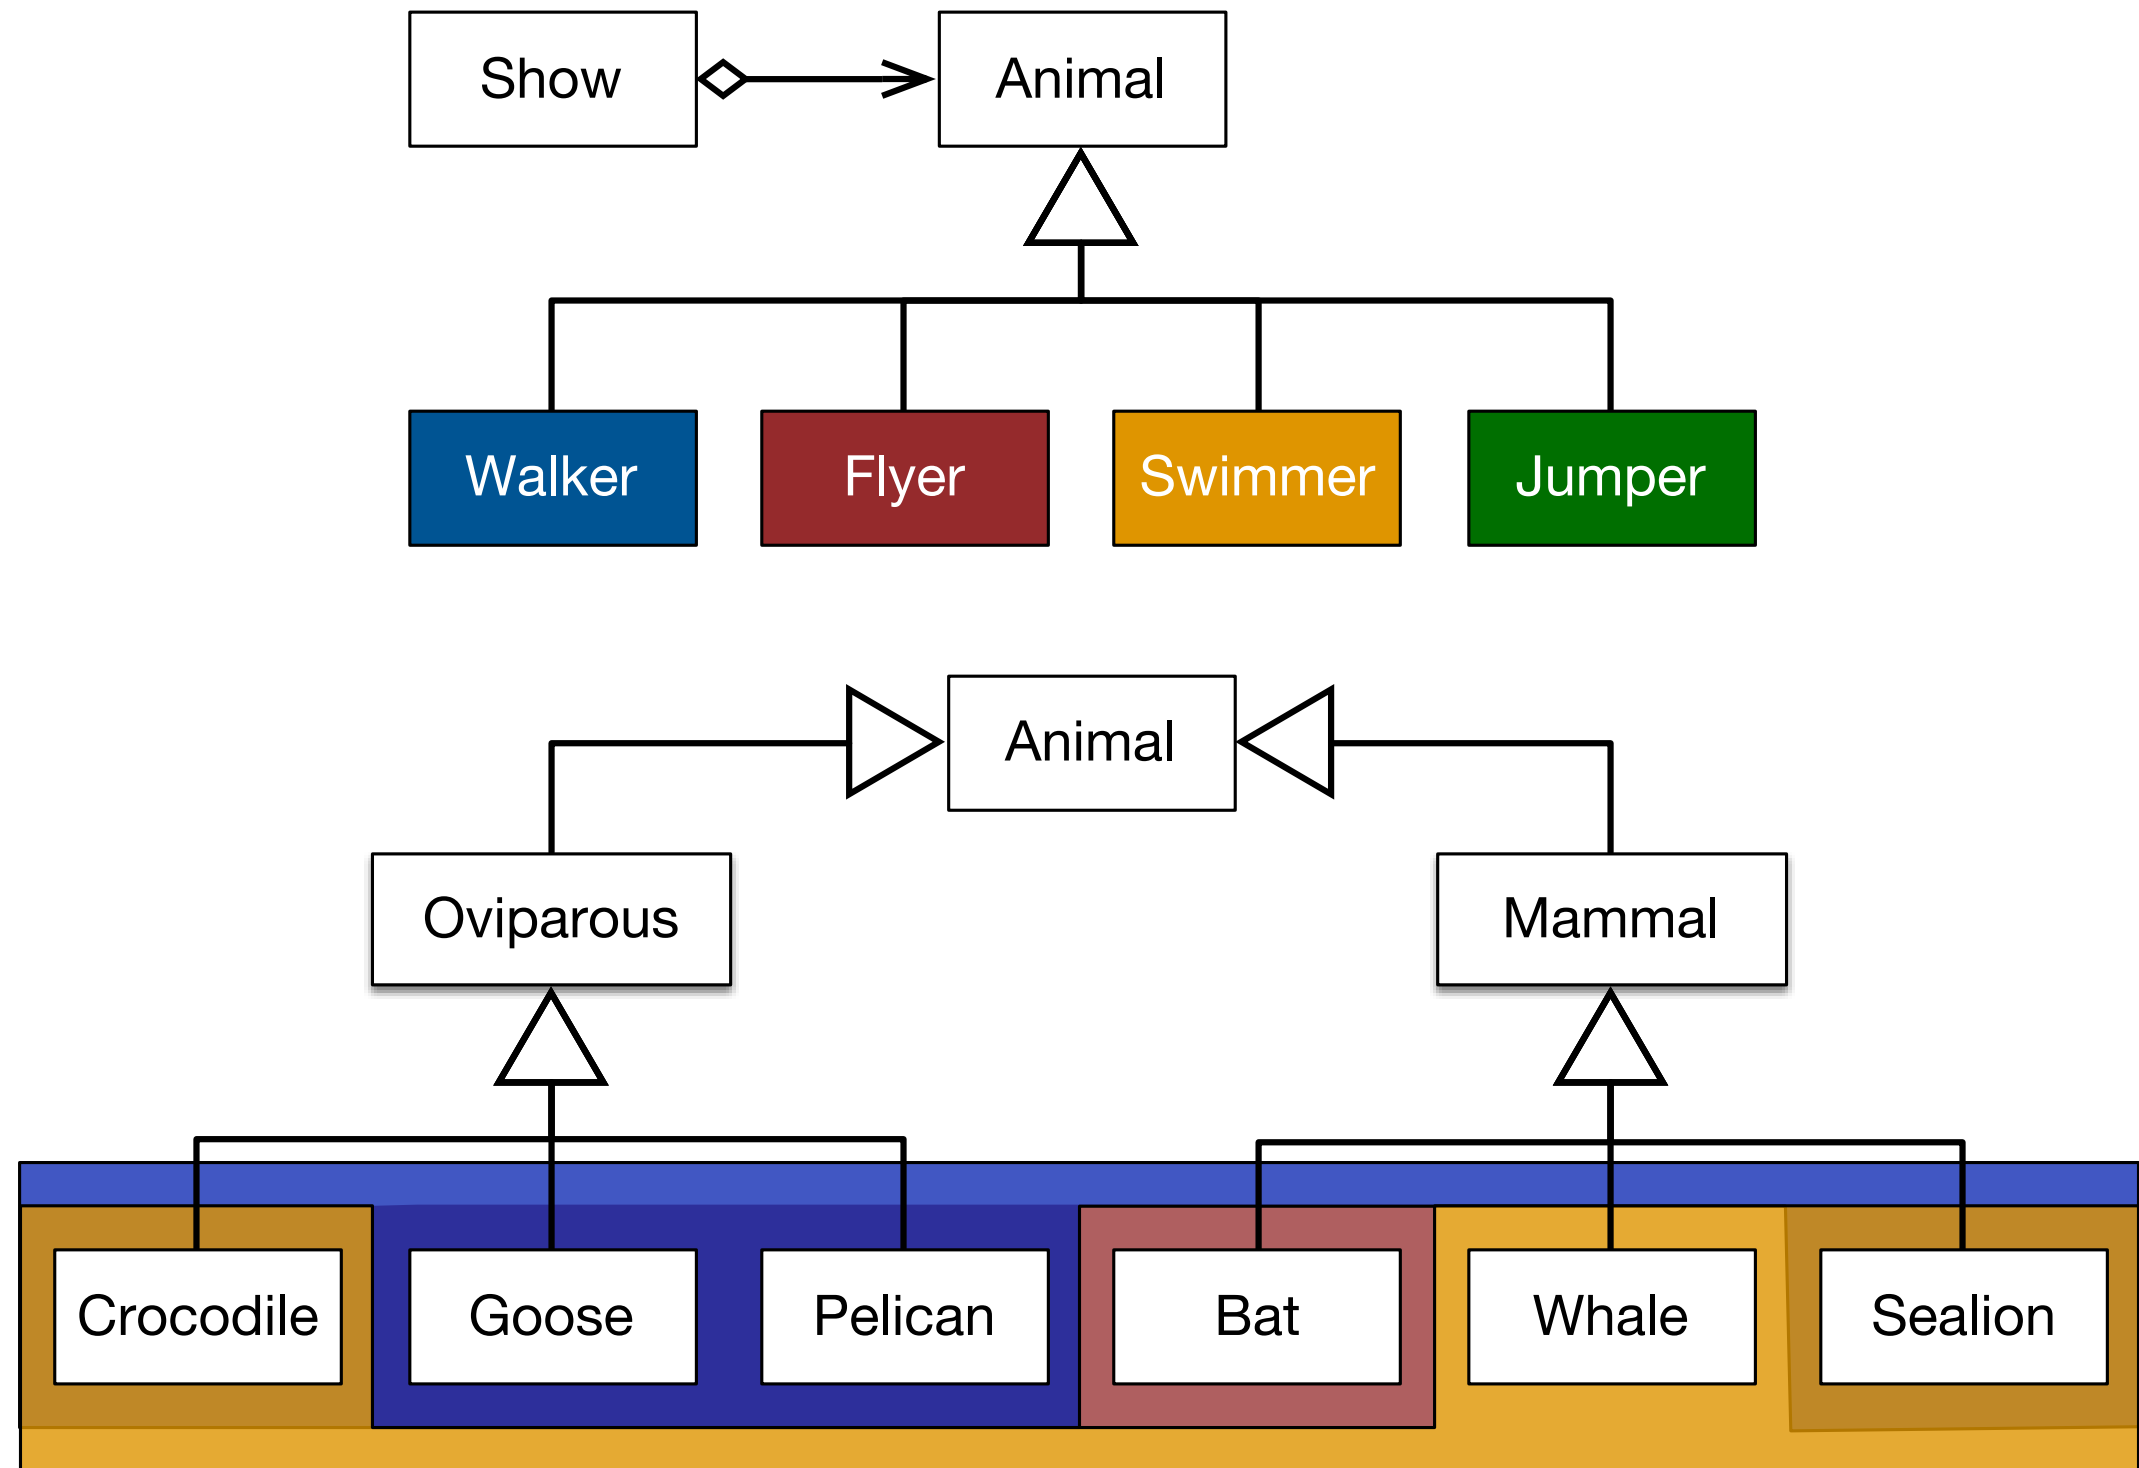 Show
Animal
Walker
Flyer
Swimmer
Jumper
Animal
Oviparous
Mammal
Crocodile
Goose
Pelican
Bat
Whale
Sealion